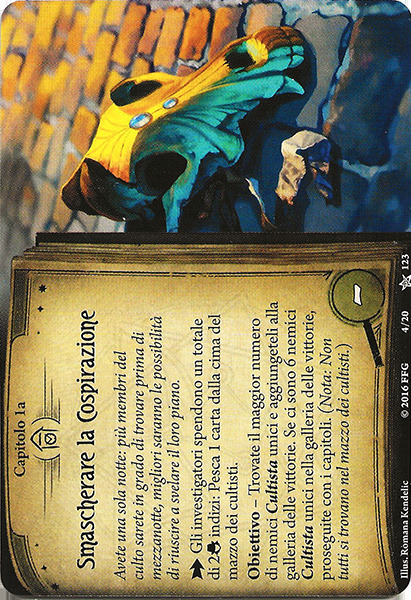 Capitolo 1a
Smascherare la Cospirazione
Avete una sola notte: più membri del
culto sarete in grado di trovare prima di
mezzanotte, migliori saranno le possibilità
di riuscire a svelare il loro piano.
Gli investigatori spendono un totale
di 2 indizi: Pesca 1 carta dalla cima del
mazzo dei cultisti.
Obiettivo – Trovate il maggior numero
di nemici Cultista unici e aggiungeteli alla
galleria delle vittorie. Se ci sono 6 nemici
Cultista unici nella galleria delle vittorie,
proseguite con i capitoli. (Nota: Non
tutti si trovano nel mazzo dei cultisti.)
–
Illus. Romana Kendelic © 2016 FFG 4/20 123